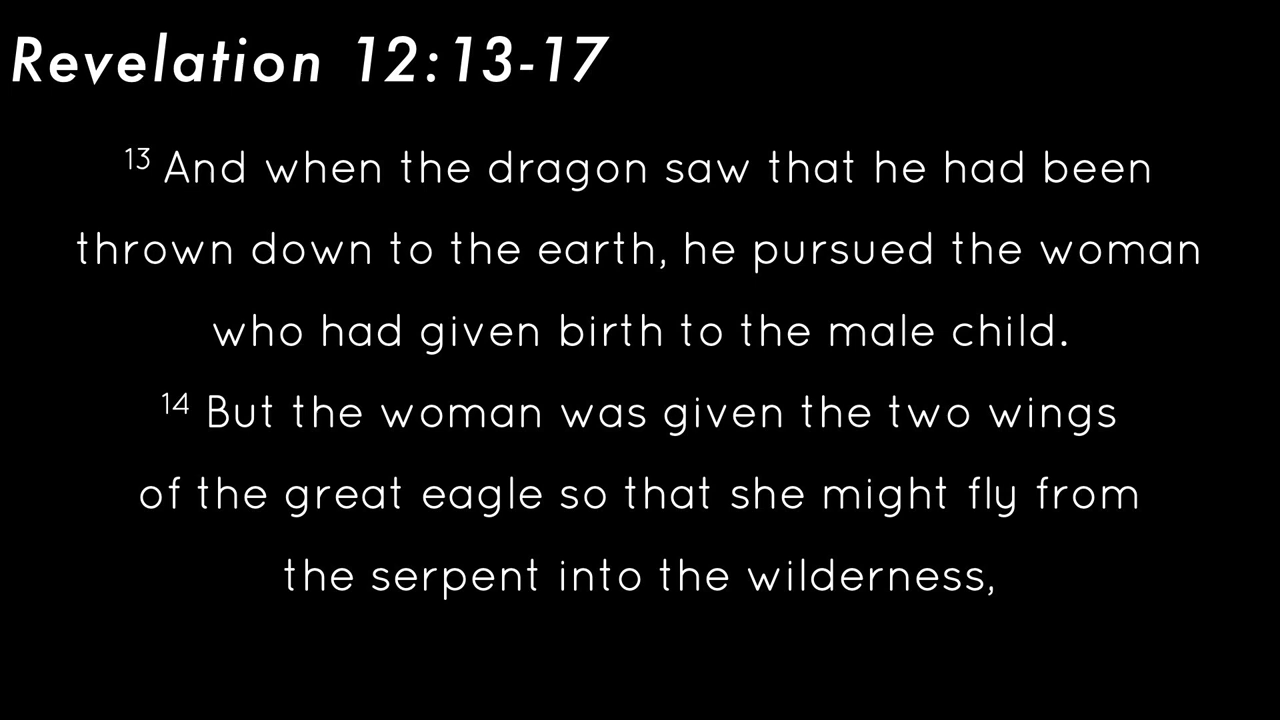 Revelation 12:13-17
13 And when the dragon saw that he had been
thrown down to the earth, he pursued the woman
who had given birth to the male child.
14 But the woman was given the two wings
of the great eagle so that she might fly from
the serpent into the wilderness,